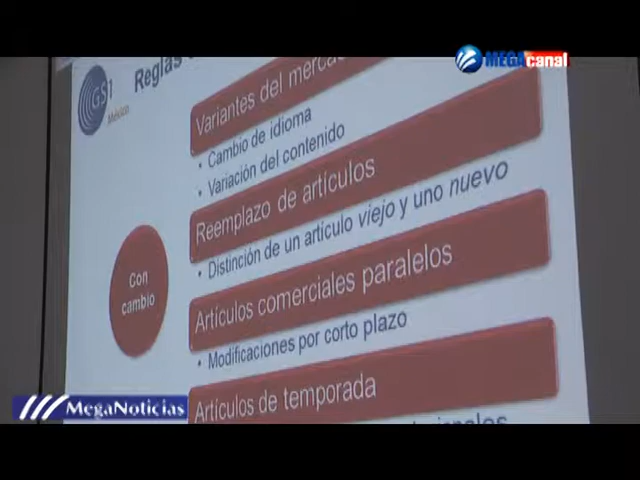 MEGAcanal
GS1
México
Reglas
Variantes del
• Cambio de idioma
• Variación del contenido
Reemplazo de artículos
• Distinción de un artículo viejo y uno nuevo
Con
cambio
Artículos comerciales paralelos
• Modificaciones por corto plazo
Artículos de temporada
MegaNoticias